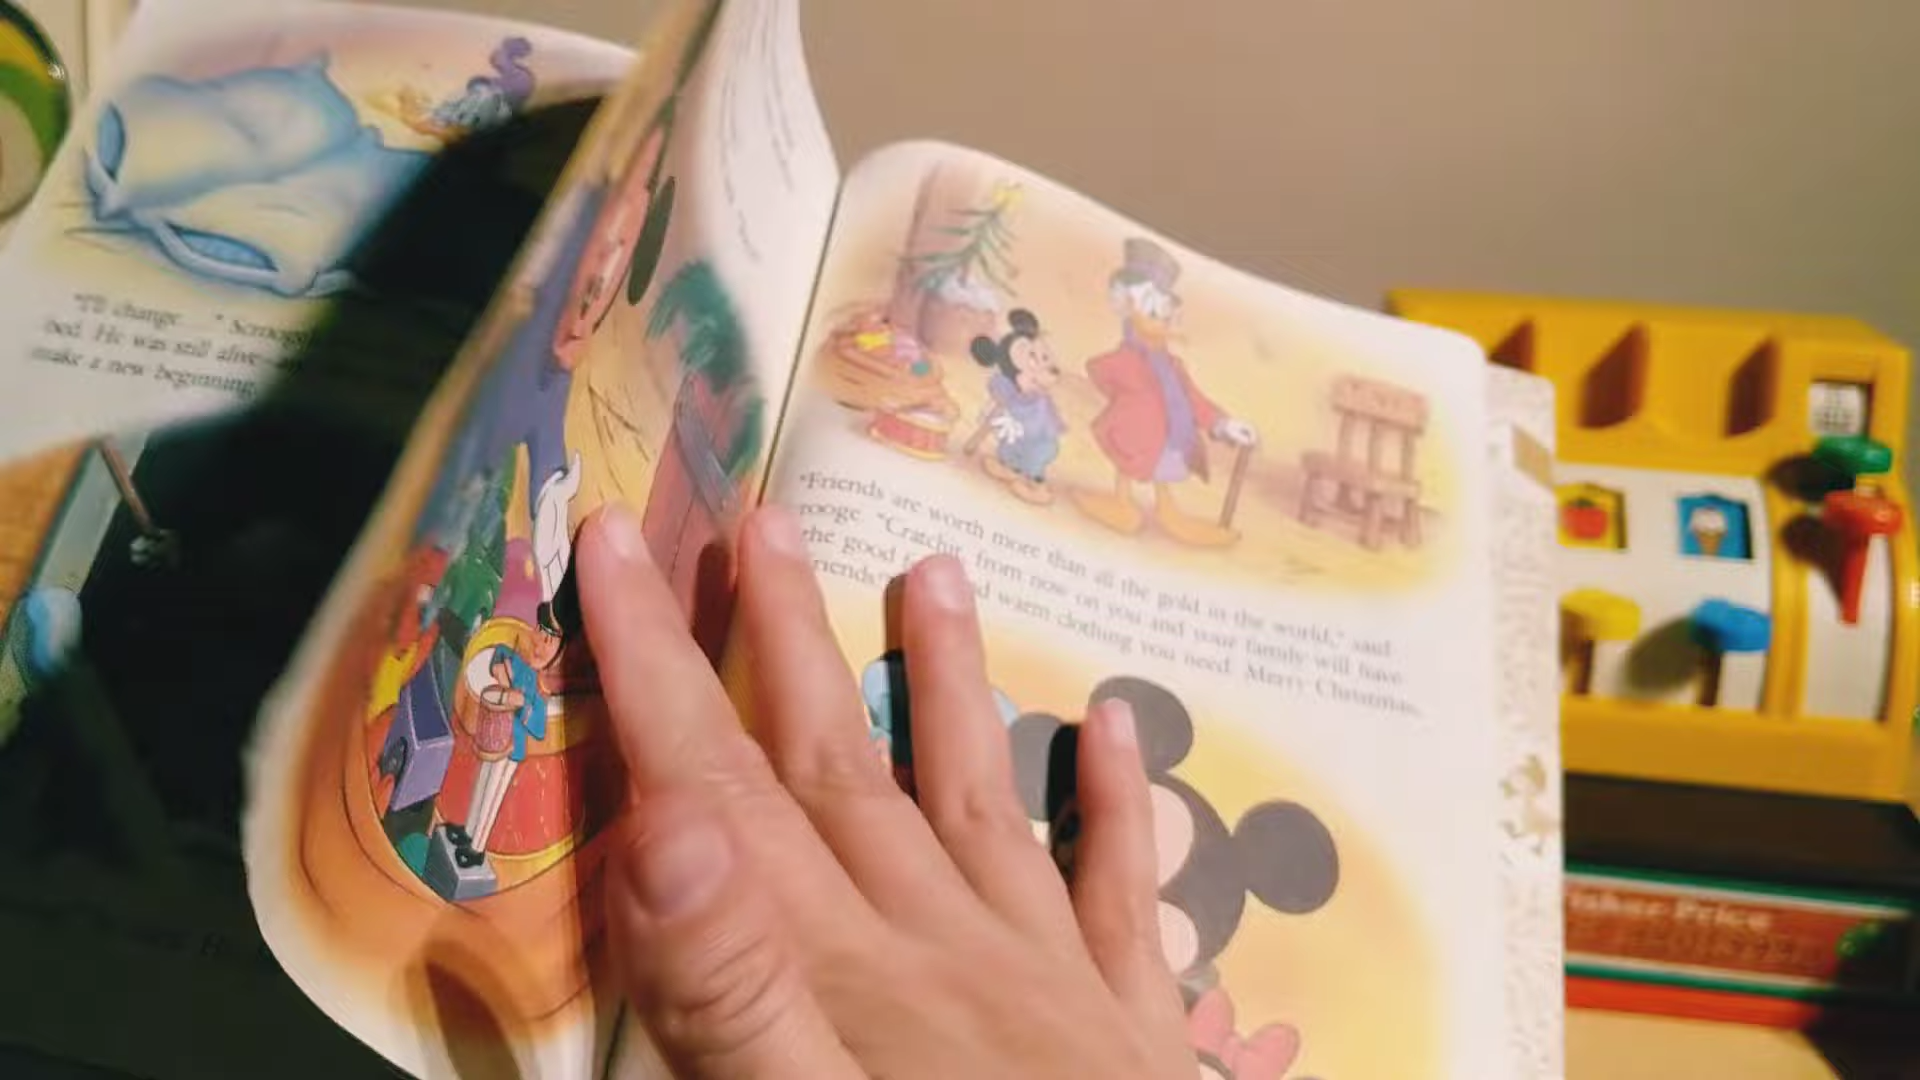 "I'll change
bed. He was still alive
make a new beginning.
"Friends are worth more than all the gold in the world," said
rooge. "Cratchit, from now on you and your family will have
the good
d warm clothing you need. Merry Christmas,
riends"
Fisher-Price